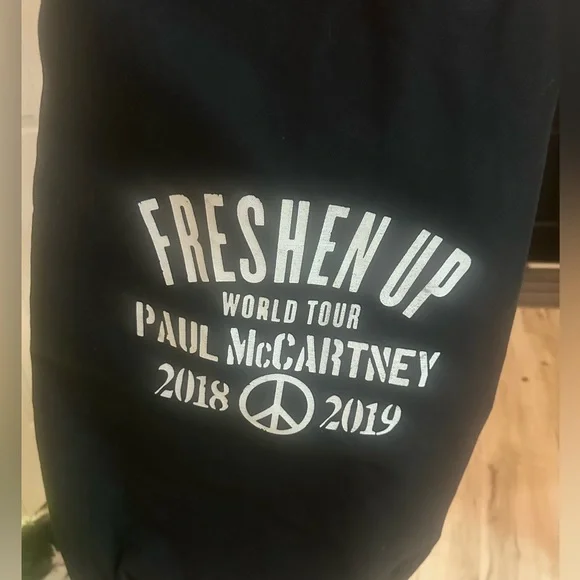 FRESHEN UP
WORLD TOUR
PAUL McCARTNEY
2018 2019